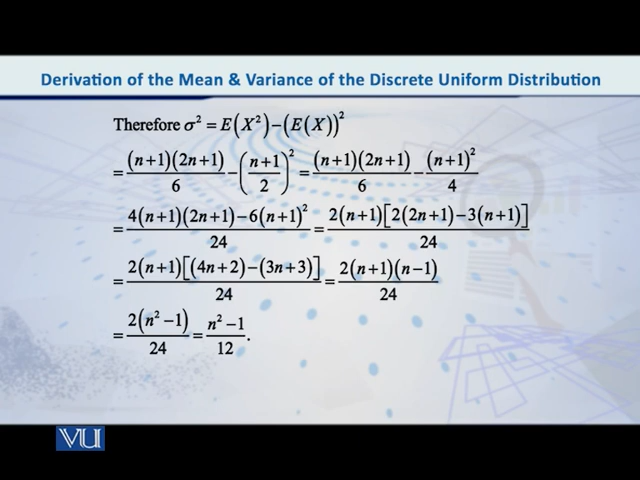 Derivation of the Mean & Variance of the Discrete Uniform Distribution
Therefore σ² = E(X²)−(E(X))²
= (n+1)(2n+1)/6 − ((n+1)/2)² = (n+1)(2n+1)/6 − (n+1)²/4
= 4(n+1)(2n+1)−6(n+1)²/24 = 2(n+1)[2(2n+1)−3(n+1)]/24
= 2(n+1)[(4n+2)−(3n+3)]/24 = 2(n+1)(n−1)/24
= 2(n²−1)/24 = n²−1/12.
VU